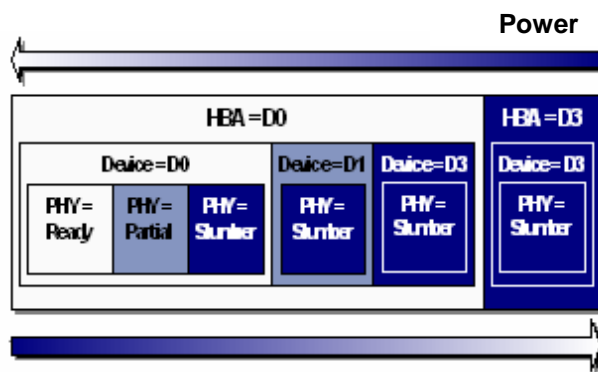 Power
HBA=D0
HBA=D3
Device=D0
Device=D1
Device=D3
Device=D3
PHY=
Ready
PHY=
Partial
PHY=
Slumber
PHY=
Slumber
PHY=
Slumber
PHY=
Slumber